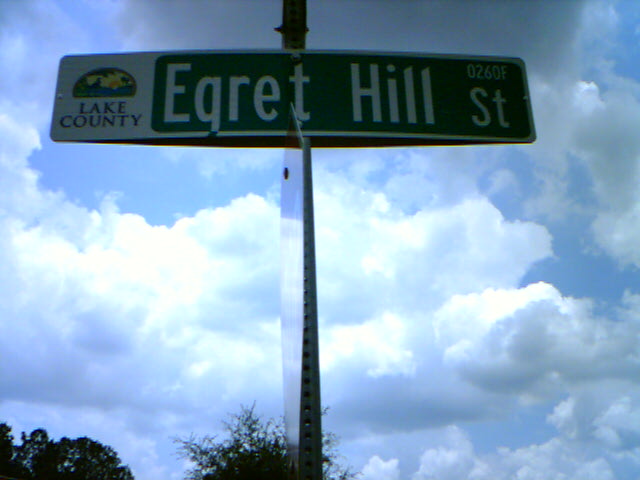 LAKE
COUNTY
Egret Hill St
0260F